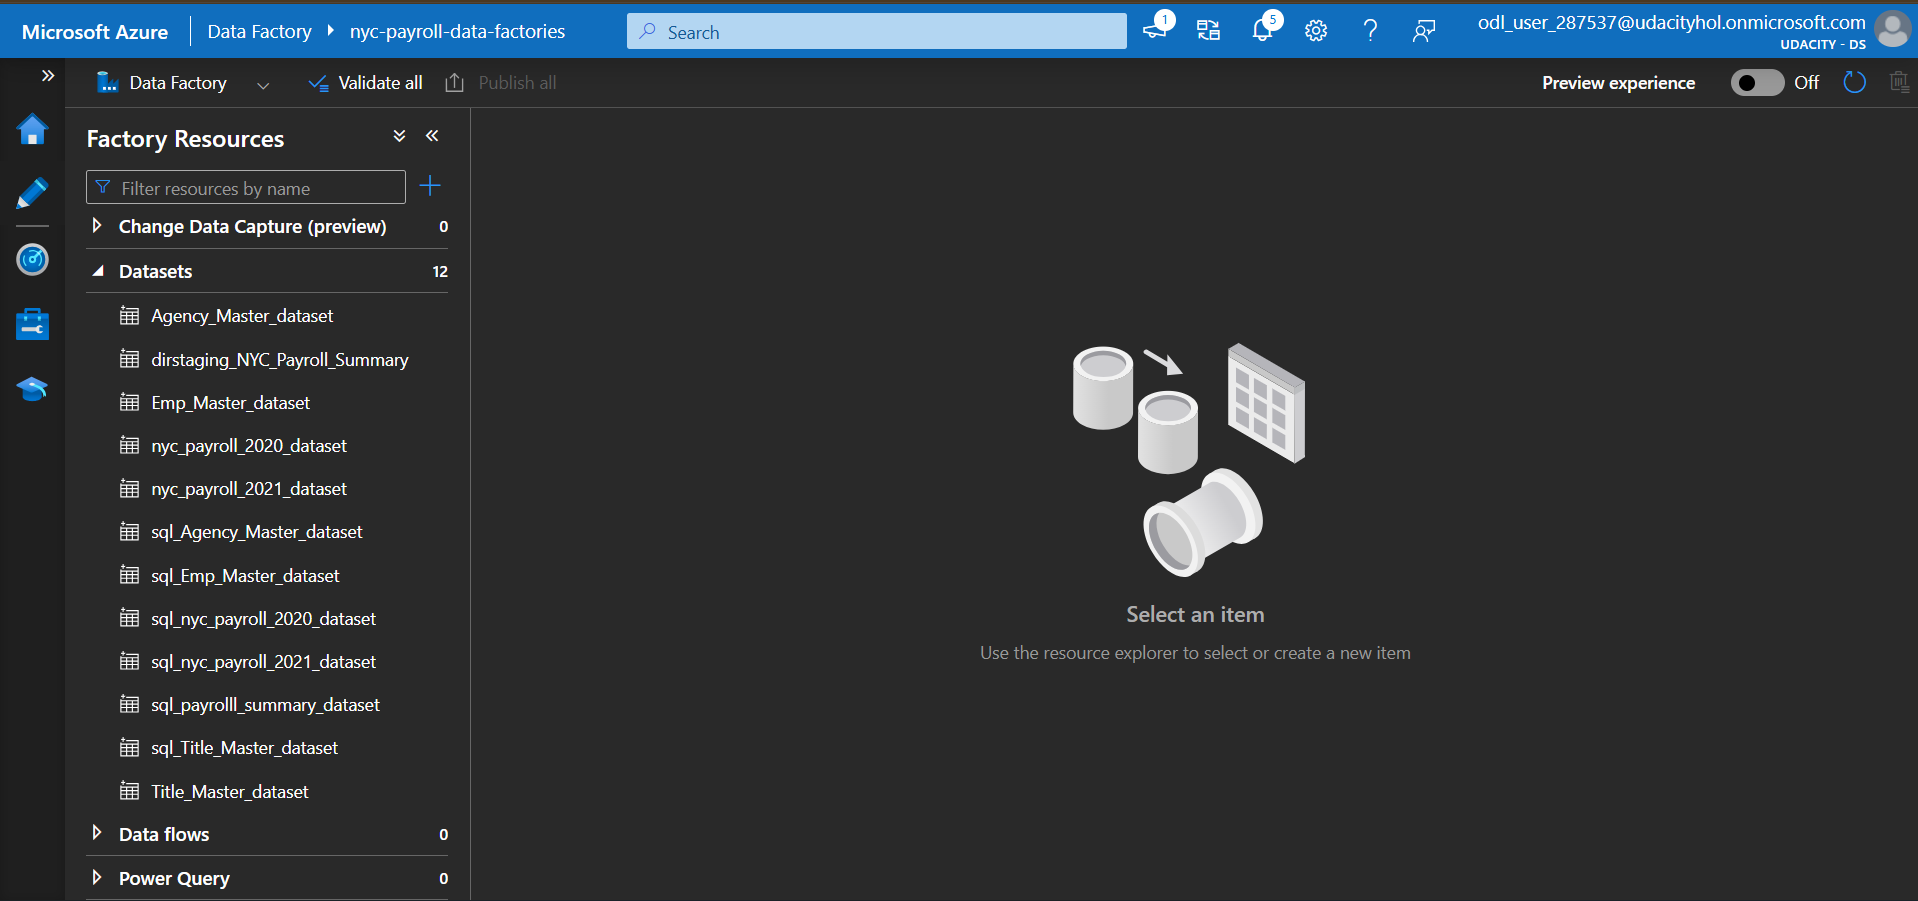 Microsoft Azure
Data Factory
nyc-payroll-data-factories
Search
1
5
odl_user_287537@udacityhol.onmicrosoft.com
UDACITY - DS
Data Factory
Validate all
Publish all
Preview experience
Off
Factory Resources
Filter resources by name
Change Data Capture (preview) 0
Datasets 12
Agency_Master_dataset
dirstaging_NYC_Payroll_Summary
Emp_Master_dataset
nyc_payroll_2020_dataset
nyc_payroll_2021_dataset
sql_Agency_Master_dataset
sql_Emp_Master_dataset
sql_nyc_payroll_2020_dataset
sql_nyc_payroll_2021_dataset
sql_payrolll_summary_dataset
sql_Title_Master_dataset
Title_Master_dataset
Data flows 0
Power Query 0
Select an item
Use the resource explorer to select or create a new item